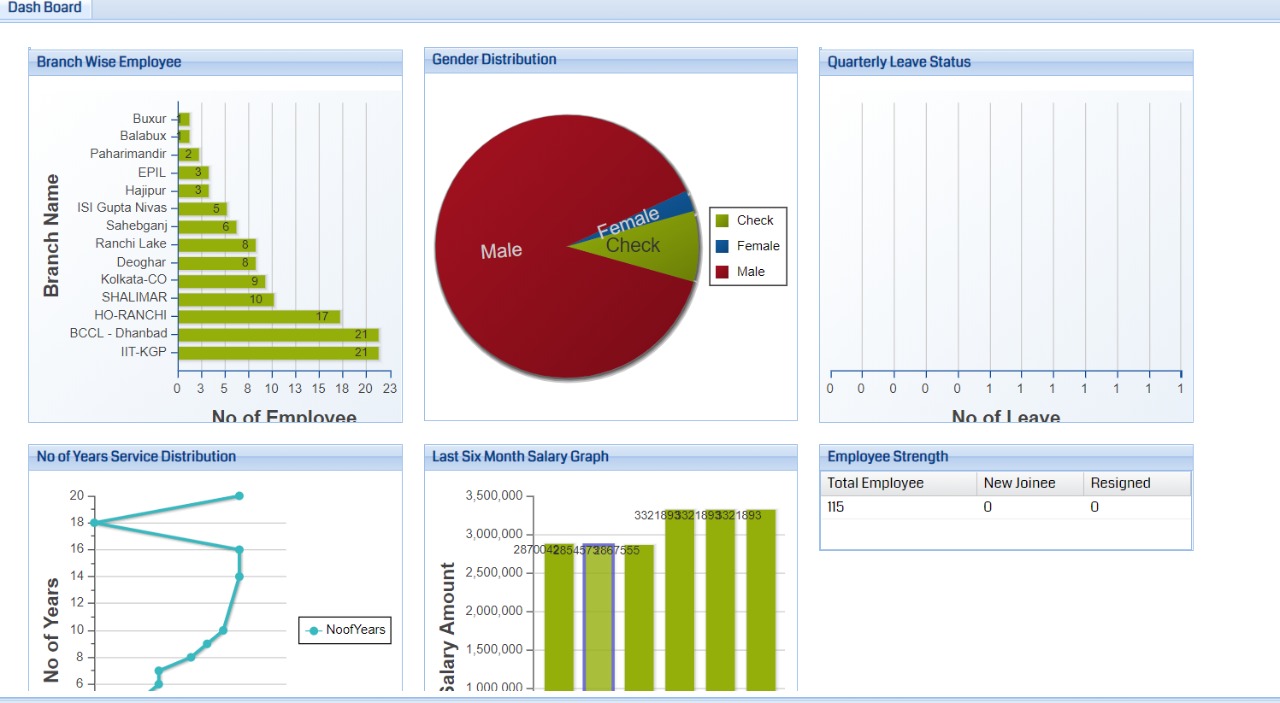 Dash Board
Branch Wise Employee
Branch Name
Buxur
Balabux
Paharimandir 2
EPIL 3
Hajipur 3
ISI Gupta Nivas 5
Sahebganj 6
Ranchi Lake 8
Deoghar 8
Kolkata-CO 9
SHALIMAR 10
HO-RANCHI 17
BCCL - Dhanbad 21
IIT-KGP 21
0 3 5 8 10 13 15 18 20 23
No of Employee
Gender Distribution
Male
Female
Check
Check
Female
Male
Quarterly Leave Status
0 0 0 0 0 1 1 1 1 1 1 1
No of Leave
No of Years Service Distribution
No of Years
20
18
16
14
12
10
8
6
NoofYears
Last Six Month Salary Graph
Salary Amount
3,500,000
3,000,000
2,500,000
2,000,000
1,500,000
1,000,000
2870042 2854573 2867555
3321893 3321893 3321893
Employee Strength
Total Employee New Joinee Resigned
115 0 0